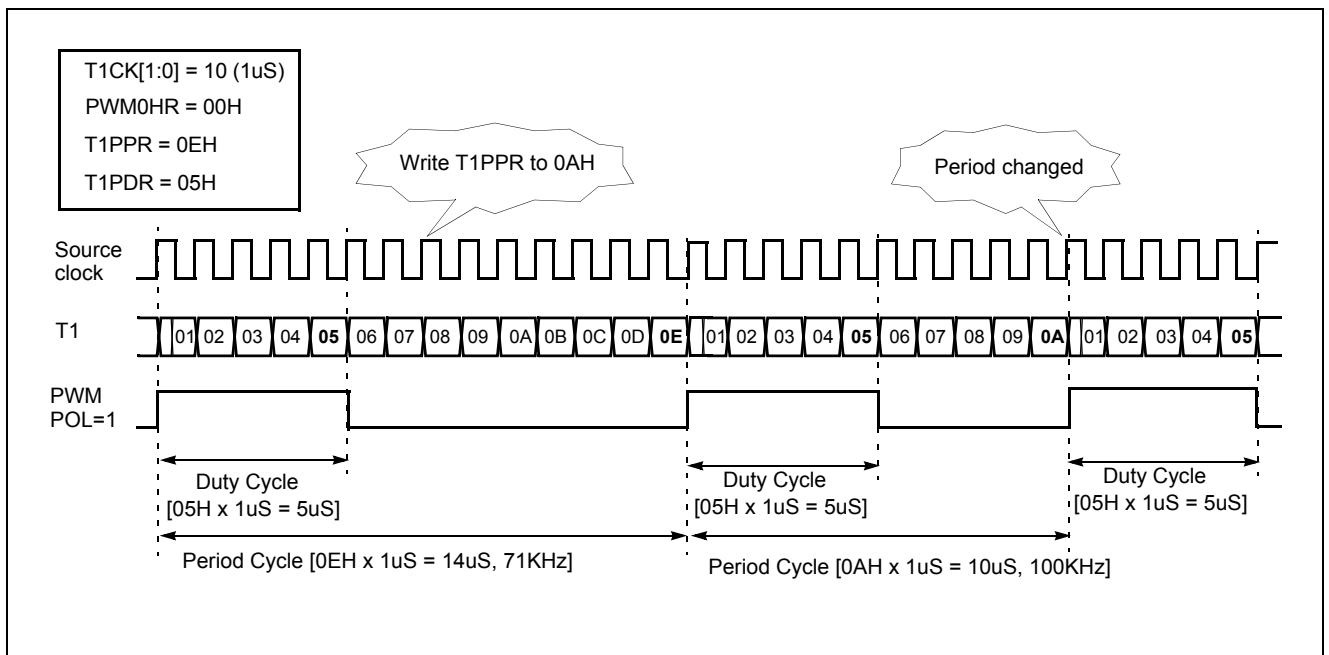 T1CK[1:0] = 10 (1uS)
PWM0HR = 00H
T1PPR = 0EH
T1PDR = 05H
Write T1PPR to 0AH
Period changed
Source
clock
T1
01 02 03 04 05 06 07 08 09 0A 0B 0C 0D 0E 01 02 03 04 05 06 07 08 09 0A 01 02 03 04 05
PWM
POL=1
Duty Cycle
[05H x 1uS = 5uS]
Duty Cycle
[05H x 1uS = 5uS]
Duty Cycle
[05H x 1uS = 5uS]
Period Cycle [0EH x 1uS = 14uS, 71KHz]
Period Cycle [0AH x 1uS = 10uS, 100KHz]